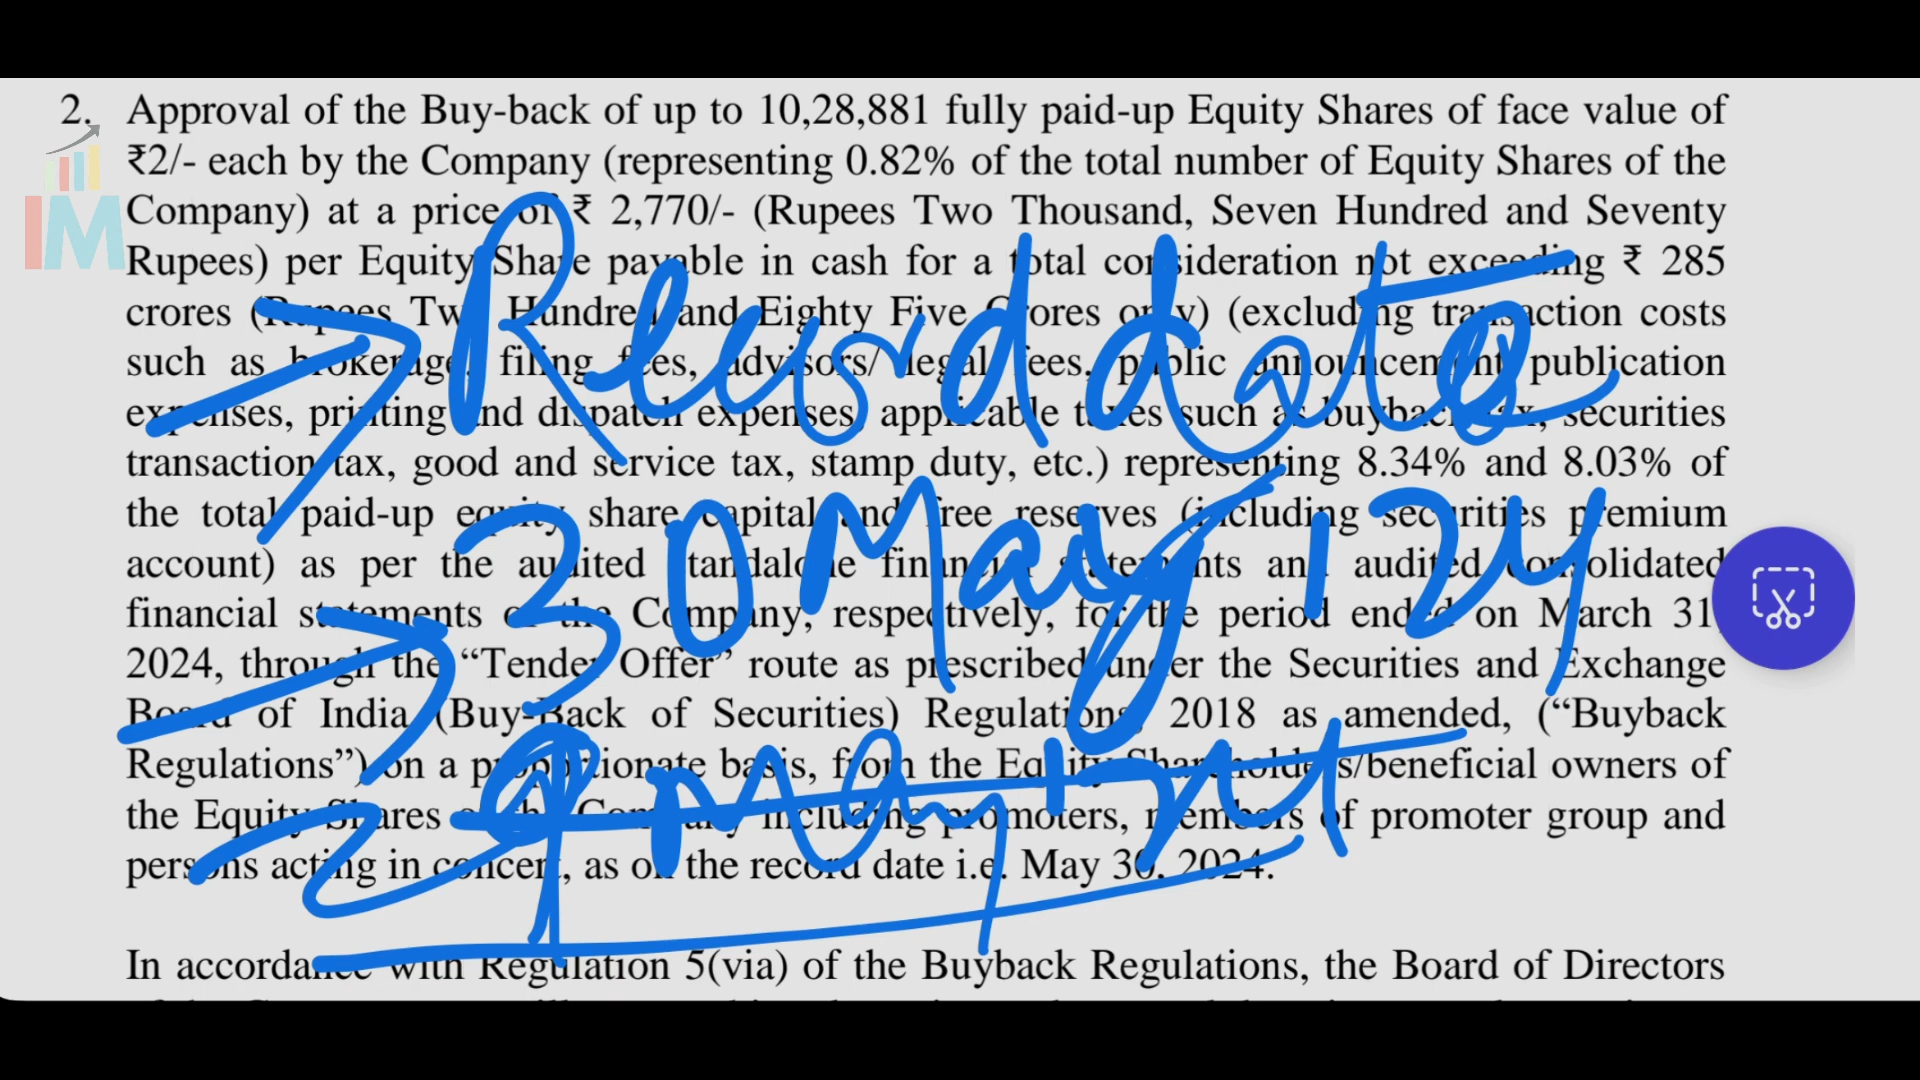 2. Approval of the Buy-back of up to 10,28,881 fully paid-up Equity Shares of face value of
₹2/- each by the Company (representing 0.82% of the total number of Equity Shares of the
Company) at a price of ₹ 2,770/- (Rupees Two Thousand, Seven Hundred and Seventy
Rupees) per Equity Share payable in cash for a total consideration not exceeding ₹ 285
crores (Rupees Two Hundred and Eighty Five Crores only) (excluding transaction costs
such as brokerage, filing fees, advisors/ legal fees, public announcement publication
expenses, printing and dispatch expenses, applicable taxes such as buyback tax, securities
transaction tax, good and service tax, stamp duty, etc.) representing 8.34% and 8.03% of
the total paid-up equity share capital and free reserves (including securities premium
account) as per the audited standalone financial statements and audited consolidated
financial statements of the Company, respectively, for the period ended on March 31,
2024, through the “Tender Offer” route as prescribed under the Securities and Exchange
Board of India (Buy-Back of Securities) Regulations, 2018 as amended, (“Buyback
Regulations”) on a proportionate basis, from the Equity Shareholders/beneficial owners of
the Equity Shares of the Company including promoters, members of promoter group and
persons acting in concert, as on the record date i.e. May 30, 2024.
In accordance with Regulation 5(via) of the Buyback Regulations, the Board of Directors
IM
Record date
30 May 124